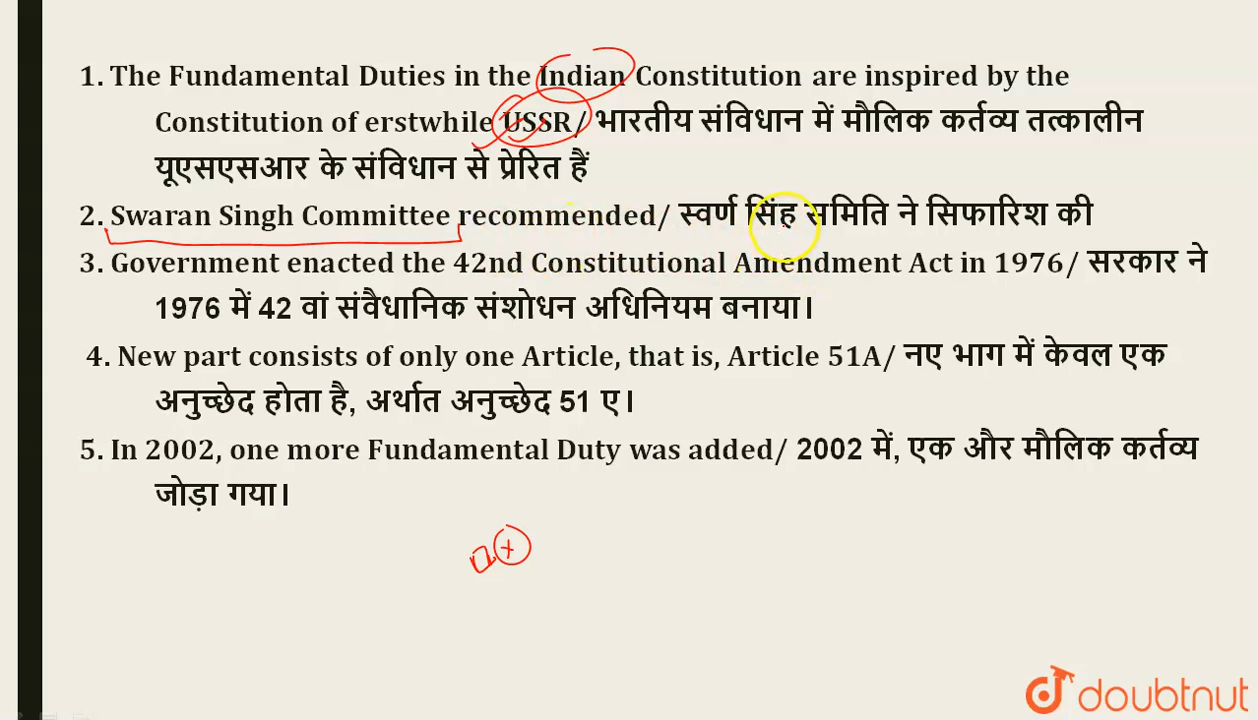 1. The Fundamental Duties in the Indian Constitution are inspired by the
Constitution of erstwhile USSR/ भारतीय संविधान में मौलिक कर्तव्य तत्कालीन
यूएसएसआर के संविधान से प्रेरित हैं
2. Swaran Singh Committee recommended/ स्वर्ण सिंह समिति ने सिफारिश की
3. Government enacted the 42nd Constitutional Amendment Act in 1976/ सरकार ने
1976 में 42 वां संवैधानिक संशोधन अधिनियम बनाया।
4. New part consists of only one Article, that is, Article 51A/ नए भाग में केवल एक
अनुच्छेद होता है, अर्थात अनुच्छेद 51 ए।
5. In 2002, one more Fundamental Duty was added/ 2002 में, एक और मौलिक कर्तव्य
जोड़ा गया।
doubtnut